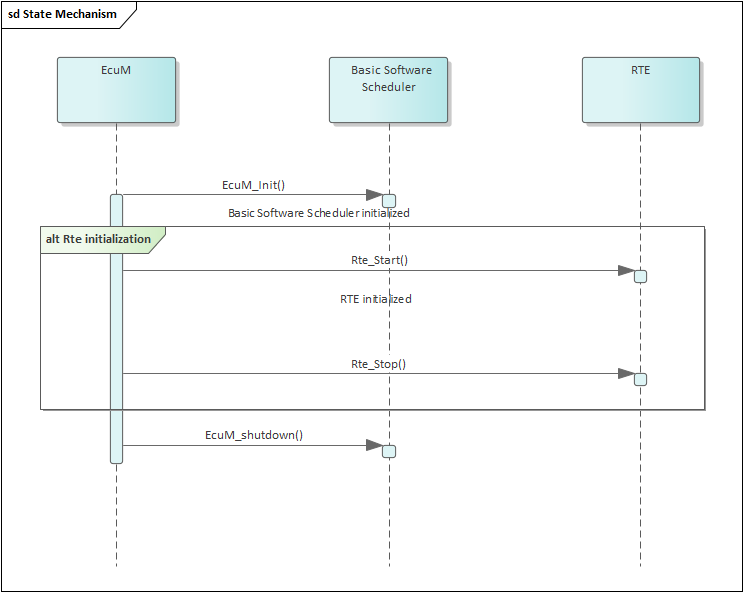 sd State Mechanism
EcuM
Basic Software
Scheduler
RTE
EcuM_Init()
Basic Software Scheduler initialized
alt Rte initialization
Rte_Start()
RTE initialized
Rte_Stop()
EcuM_shutdown()